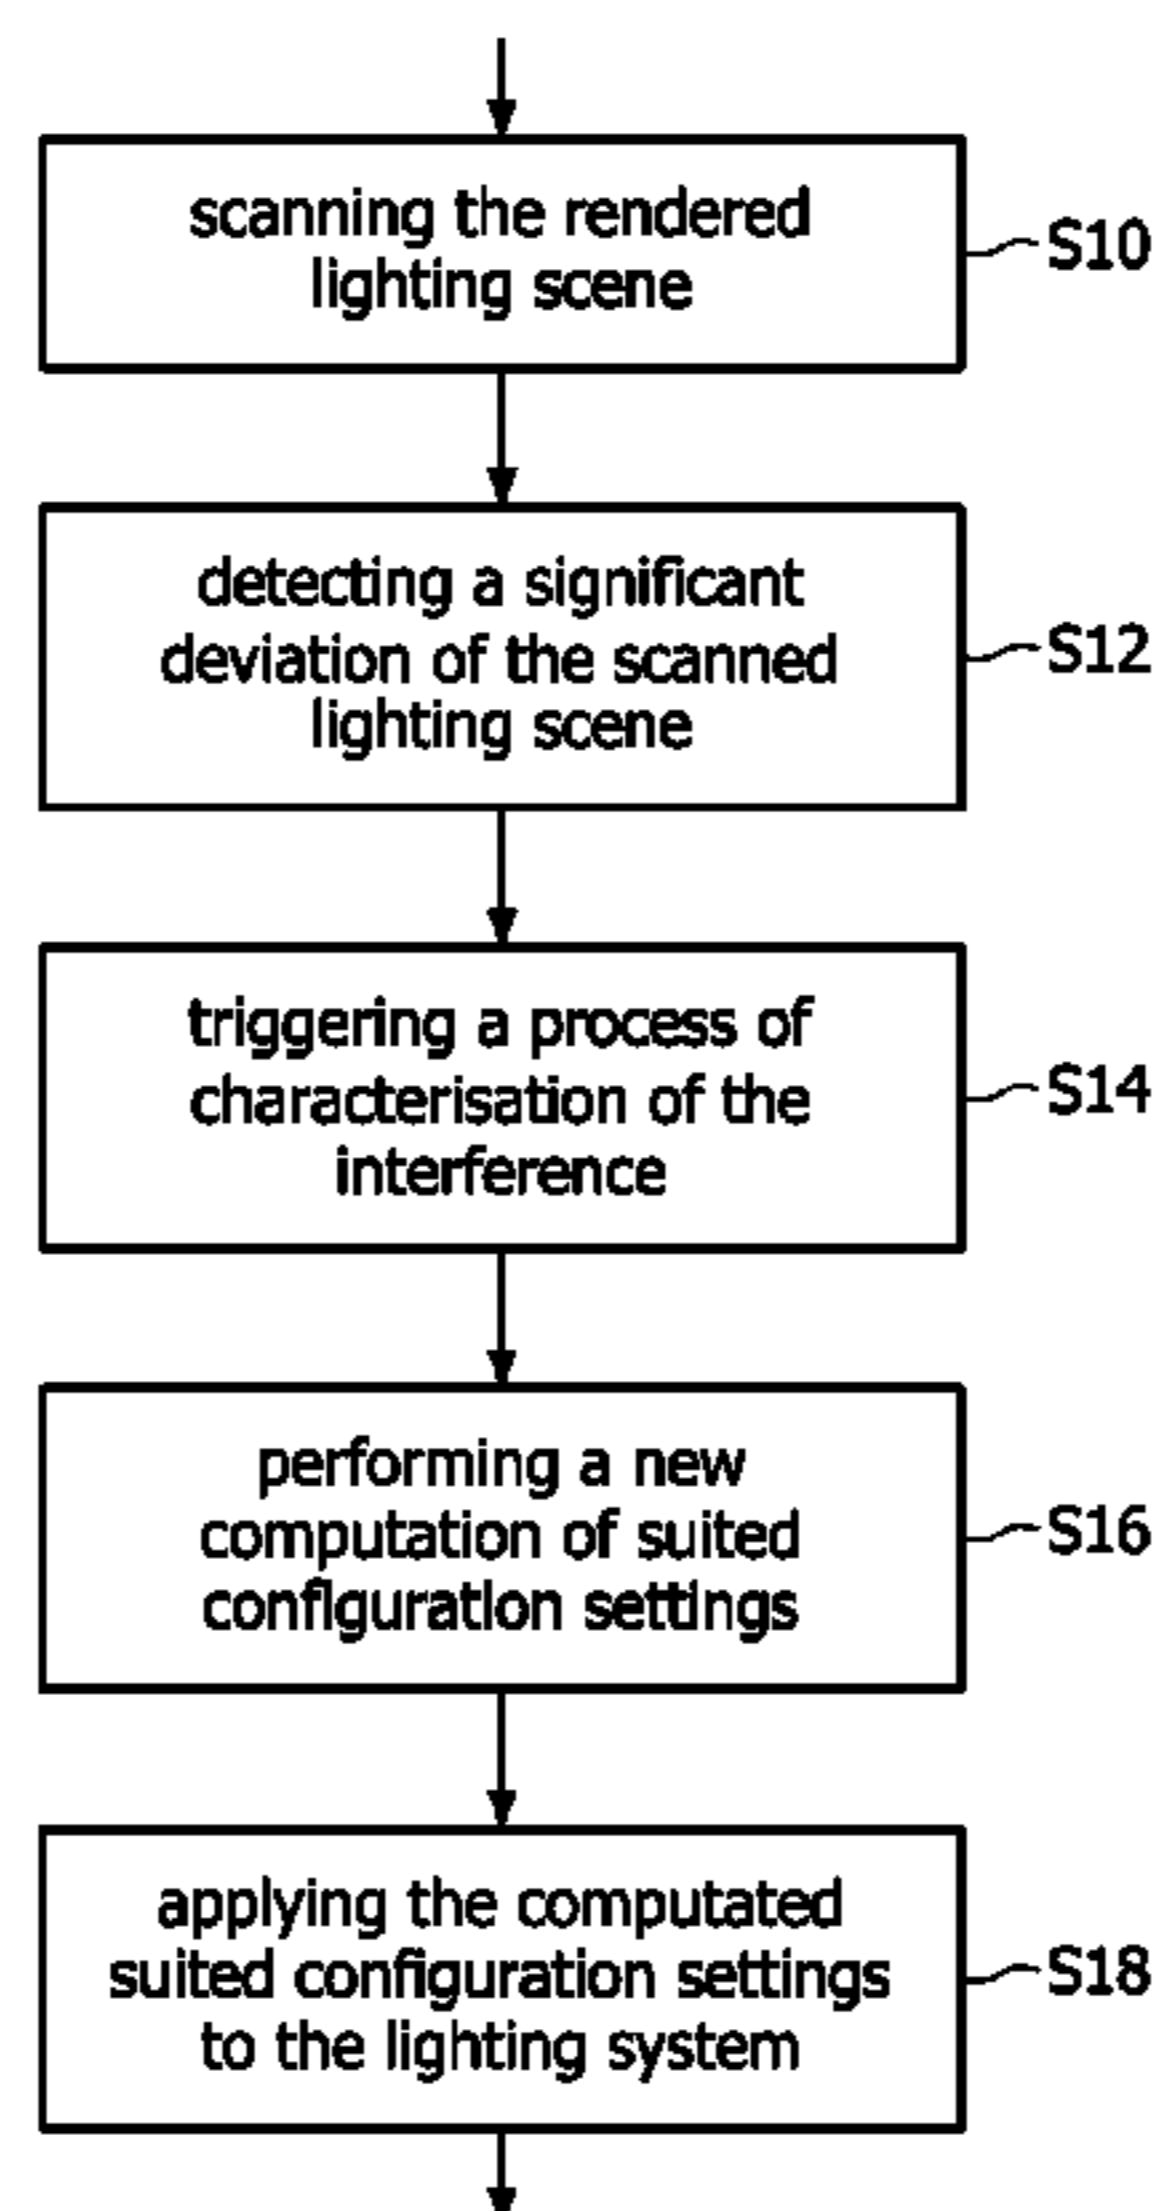 scanning the rendered
lighting scene
S10
detecting a significant
deviation of the scanned
lighting scene
S12
triggering a process of
characterisation of the
interference
S14
performing a new
computation of suited
configuration settings
S16
applying the computated
suited configuration settings
to the lighting system
S18